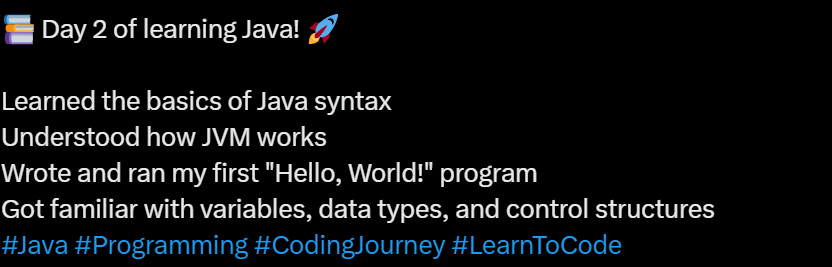 📚 Day 2 of learning Java! 🚀
Learned the basics of Java syntax
Understood how JVM works
Wrote and ran my first "Hello, World!" program
Got familiar with variables, data types, and control structures
#Java #Programming #CodingJourney #LearnToCode